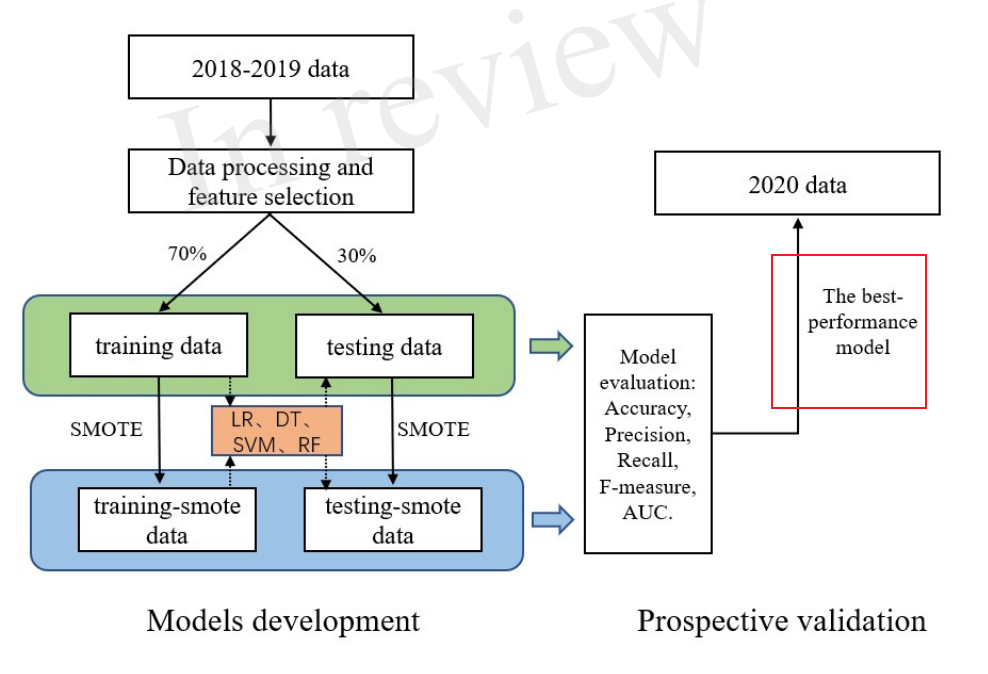 In review
2018-2019 data
Data processing and
feature selection
70%
30%
training data
testing data
SMOTE
LR、DT、
SVM、RF
SMOTE
training-smote
data
testing-smote
data
Model
evaluation:
Accuracy,
Precision,
Recall,
F-measure,
AUC.
2020 data
The best-
performance
model
Models development
Prospective validation